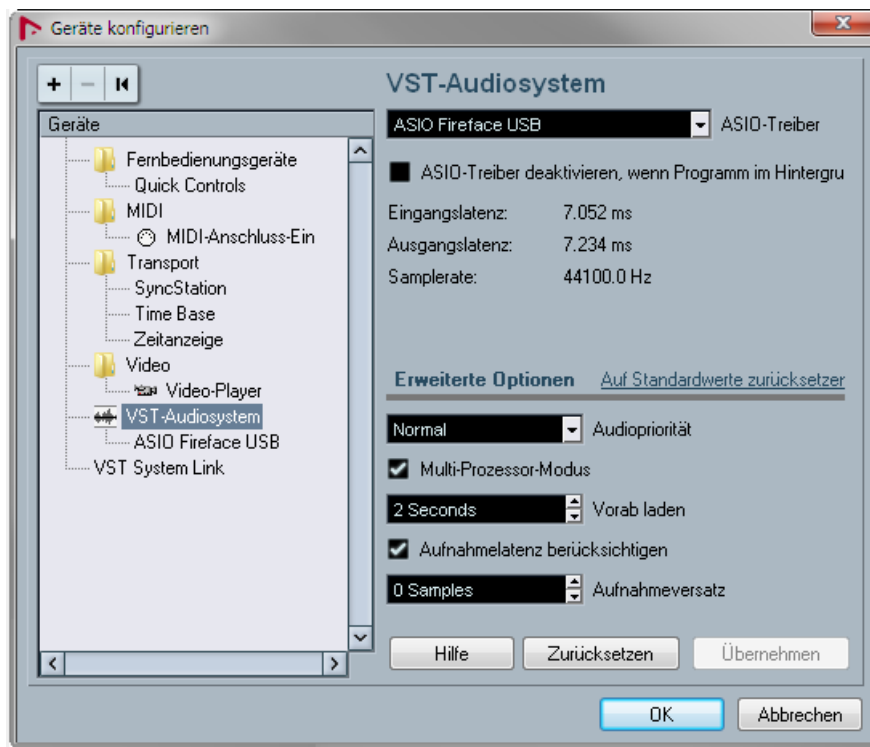 Geräte konfigurieren
Geräte
Fernbedienungsgeräte
Quick Controls
MIDI
MIDI-Anschluss-Ein
Transport
SyncStation
Time Base
Zeitanzeige
Video
Video-Player
VST-Audiosystem
ASIO Fireface USB
VST System Link
VST-Audiosystem
ASIO Fireface USB ASIO-Treiber
ASIO-Treiber deaktivieren, wenn Programm im Hintergru
Eingangslatenz: 7.052 ms
Ausgangslatenz: 7.234 ms
Samplerate: 44100.0 Hz
Erweiterte Optionen Auf Standardwerte zurücksetzer
Normal Audiopriorität
Multi-Prozessor-Modus
2 Seconds Vorab laden
Aufnahmelatenz berücksichtigen
0 Samples Aufnahmeversatz
Hilfe Zurücksetzen Übernehmen
OK Abbrechen